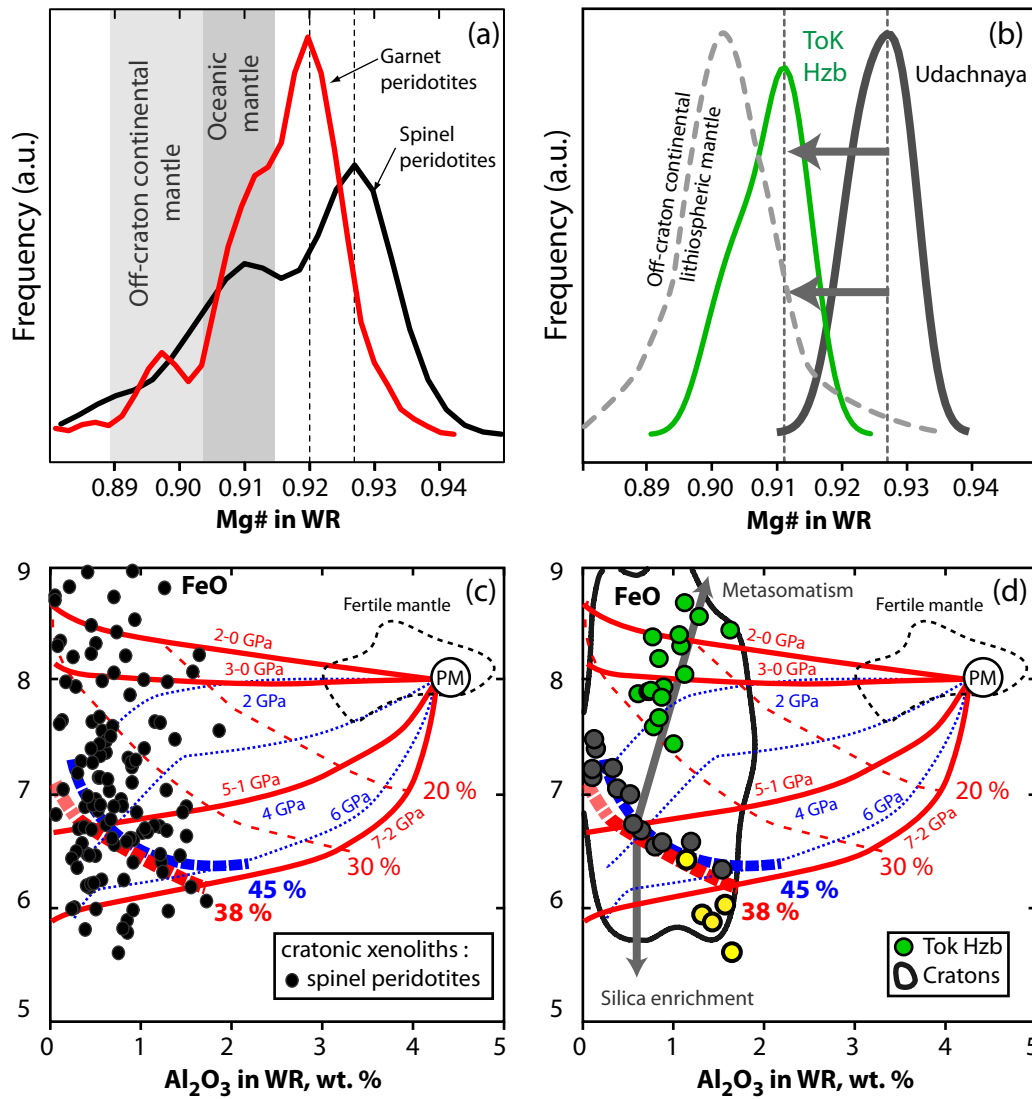 (a)
Garnet
peridotites
Spinel
peridotites
Off-craton continental
mantle
Oceanic
mantle
Frequency (a.u.)
0.89 0.90 0.91 0.92 0.93 0.94
Mg# in WR
(b)
ToK
Hzb
Udachnaya
Off-craton continental
lithiospheric mantle
Frequency (a.u.)
0.89 0.90 0.91 0.92 0.93 0.94
Mg# in WR
(c)
FeO
Fertile mantle
PM
2-0 GPa
3-0 GPa
2 GPa
5-1 GPa
4 GPa
6 GPa
7-2 GPa
20 %
30 %
45 %
38 %
cratonic xenoliths :
spinel peridotites
9
8
7
6
5
0 1 2 3 4 5
Al₂O₃ in WR, wt. %
(d)
FeO
Metasomatism
Fertile mantle
PM
2-0 GPa
3-0 GPa
2 GPa
5-1 GPa
4 GPa
6 GPa
7-2 GPa
20 %
30 %
45 %
38 %
Silica enrichment
Tok Hzb
Cratons
9
8
7
6
5
0 1 2 3 4 5
Al₂O₃ in WR, wt. %